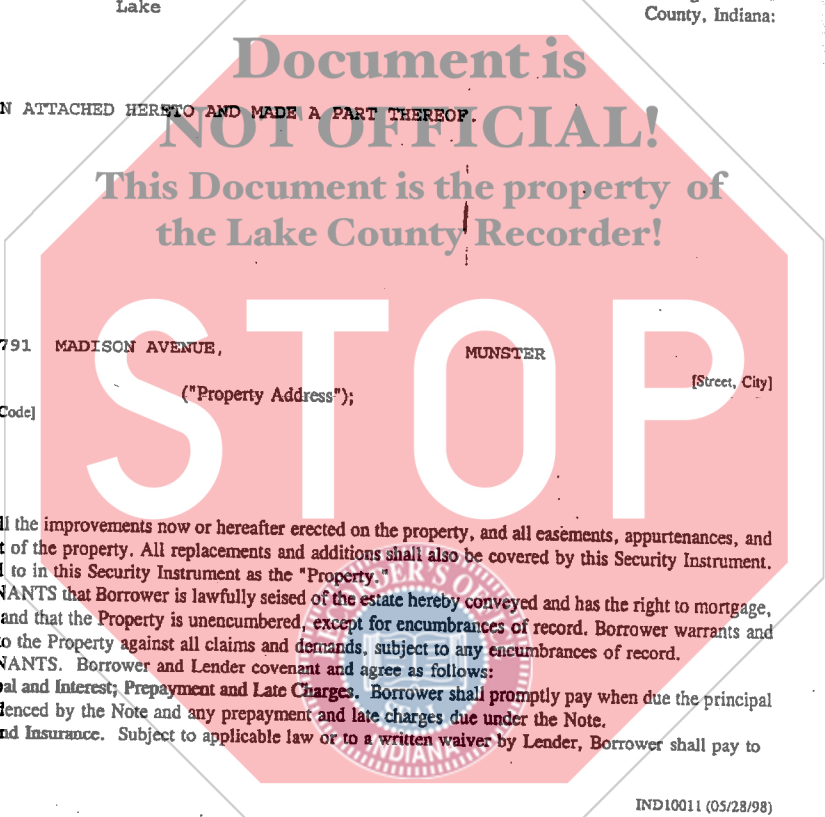 Lake
County, Indiana:
Document is
N ATTACHED HERETO AND MADE A PART THEREOF.
NOT OFFICIAL!
This Document is the property of
the Lake County Recorder!
STOP
791 MADISON AVENUE, MUNSTER
[Street, City]
("Property Address");
Code]
ll the improvements now or hereafter erected on the property, and all easements, appurtenances, and
t of the property. All replacements and additions shall also be covered by this Security Instrument.
l to in this Security Instrument as the "Property."
NANTS that Borrower is lawfully seised of the estate hereby conveyed and has the right to mortgage,
and that the Property is unencumbered, except for encumbrances of record. Borrower warrants and
o the Property against all claims and demands, subject to any encumbrances of record.
NANTS. Borrower and Lender covenant and agree as follows:
pal and Interest; Prepayment and Late Charges. Borrower shall promptly pay when due the principal
denced by the Note and any prepayment and late charges due under the Note.
nd Insurance. Subject to applicable law or to a written waiver by Lender, Borrower shall pay to
SEAL
INDIANA
IND10011 (05/28/98)